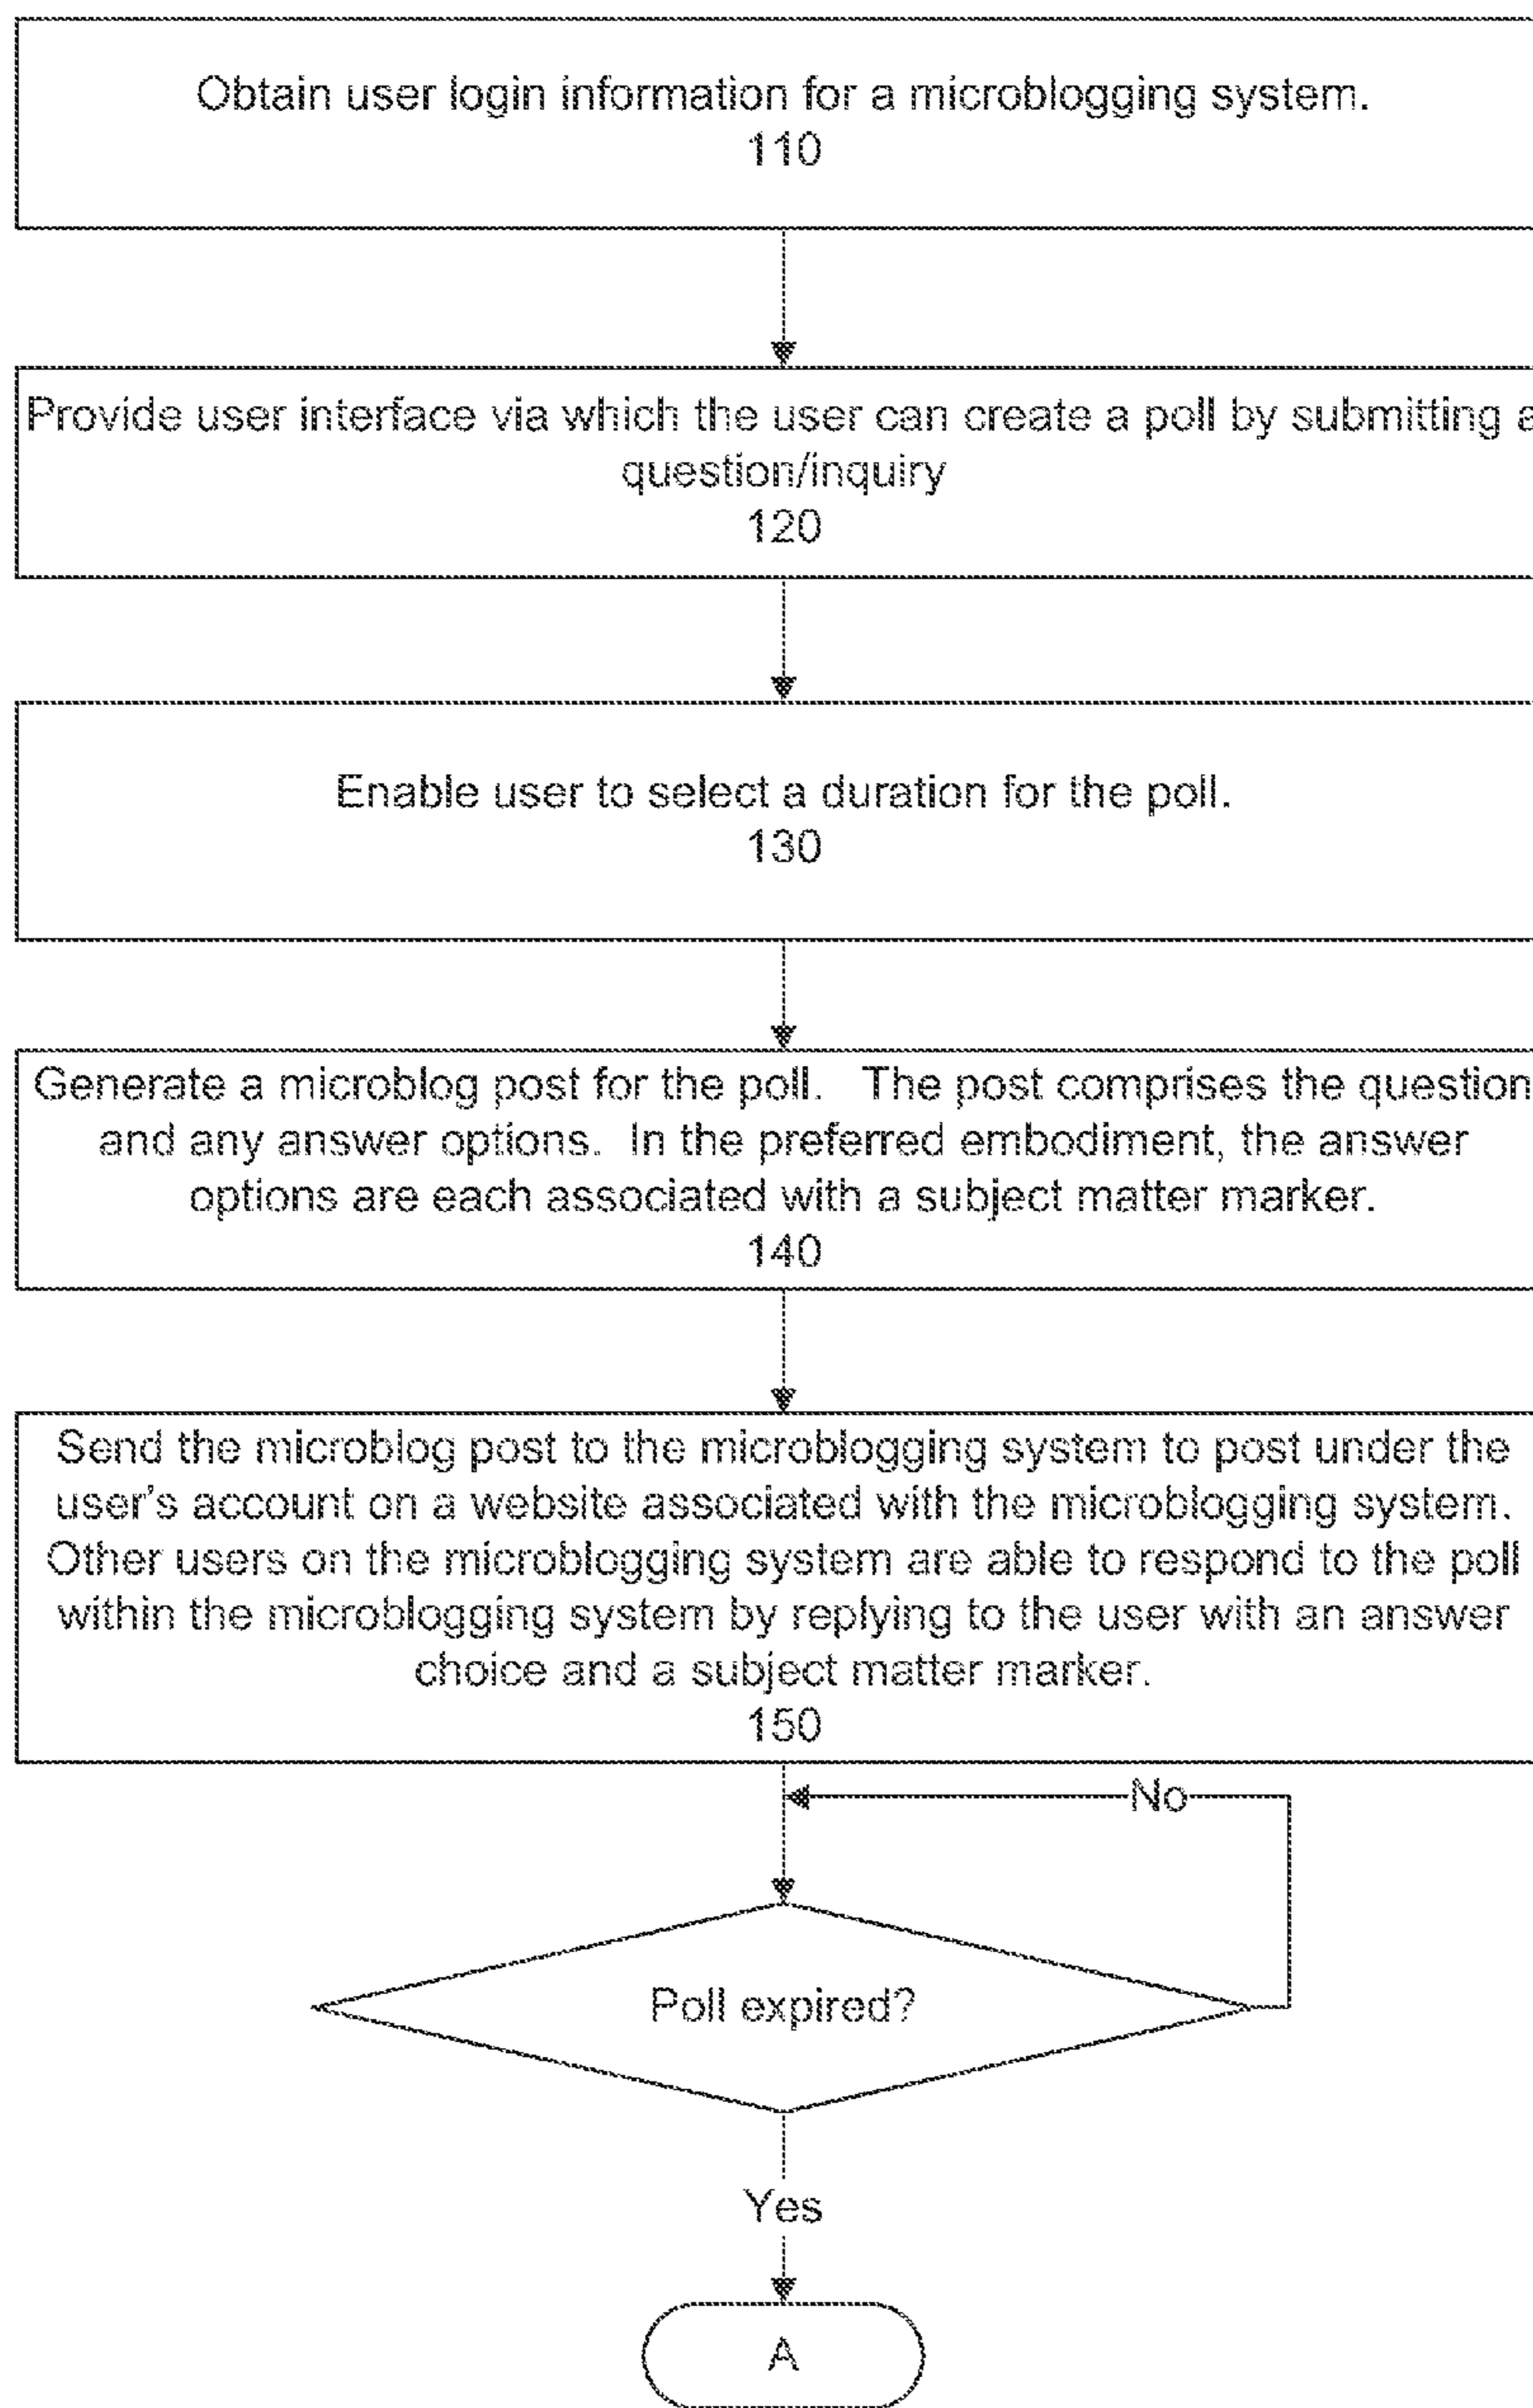 Obtain user login information for a microblogging system.
110
Provide user interface via which the user can create a poll by submitting a
question/inquiry
120
Enable user to select a duration for the poll.
130
Generate a microblog post for the poll.   The post comprises the question
and any answer options.  In the preferred embodiment, the answer
options are each associated with a subject matter marker.
140
Send the microblog post to the microblogging system to post under the
user's account on a website associated with the microblogging system.
Other users on the microblogging system are able to respond to the poll
within the microblogging system by replying to the user with an answer
choice and a subject matter marker.
150
No
Poll expired?
Yes
A